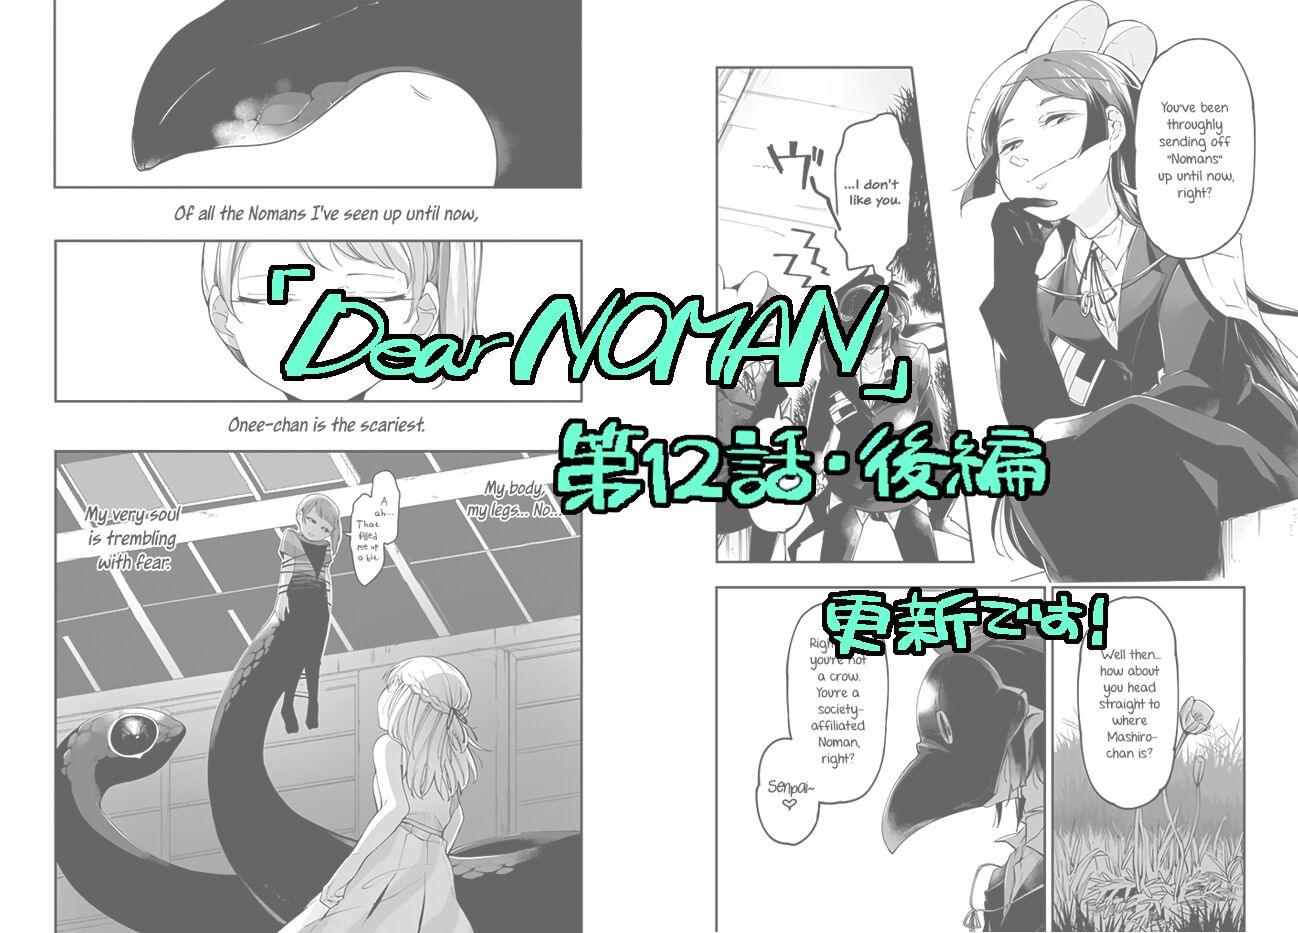 You've been
throughly
sending off
"Nomans"
up until now,
right?
...I don't
like you.
ヴ
Well then...
how about
you head
straight to
where
Mashiro-
chan is?
Righ
you're not
a crow.
You're a
society-
affiliated
Noman,
right?
Senpai~
♡
Of all the Nomans I've seen up until now,
Onee-chan is the scariest.
My body,
my legs... No...
A
ah...
That
filled
me up
a bit.
My very soul
is trembling
with fear.
「Dear NOMAN」
第12話・後編
更新です!